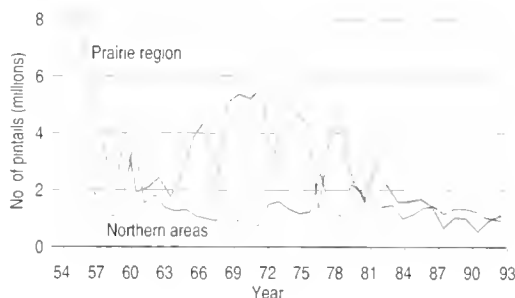 8
Prairie region
6
4
2
Northern areas
0
No of pintails (millions)
54 57 60 63 66 69 72 75 78 81 84 87 90 93
Year